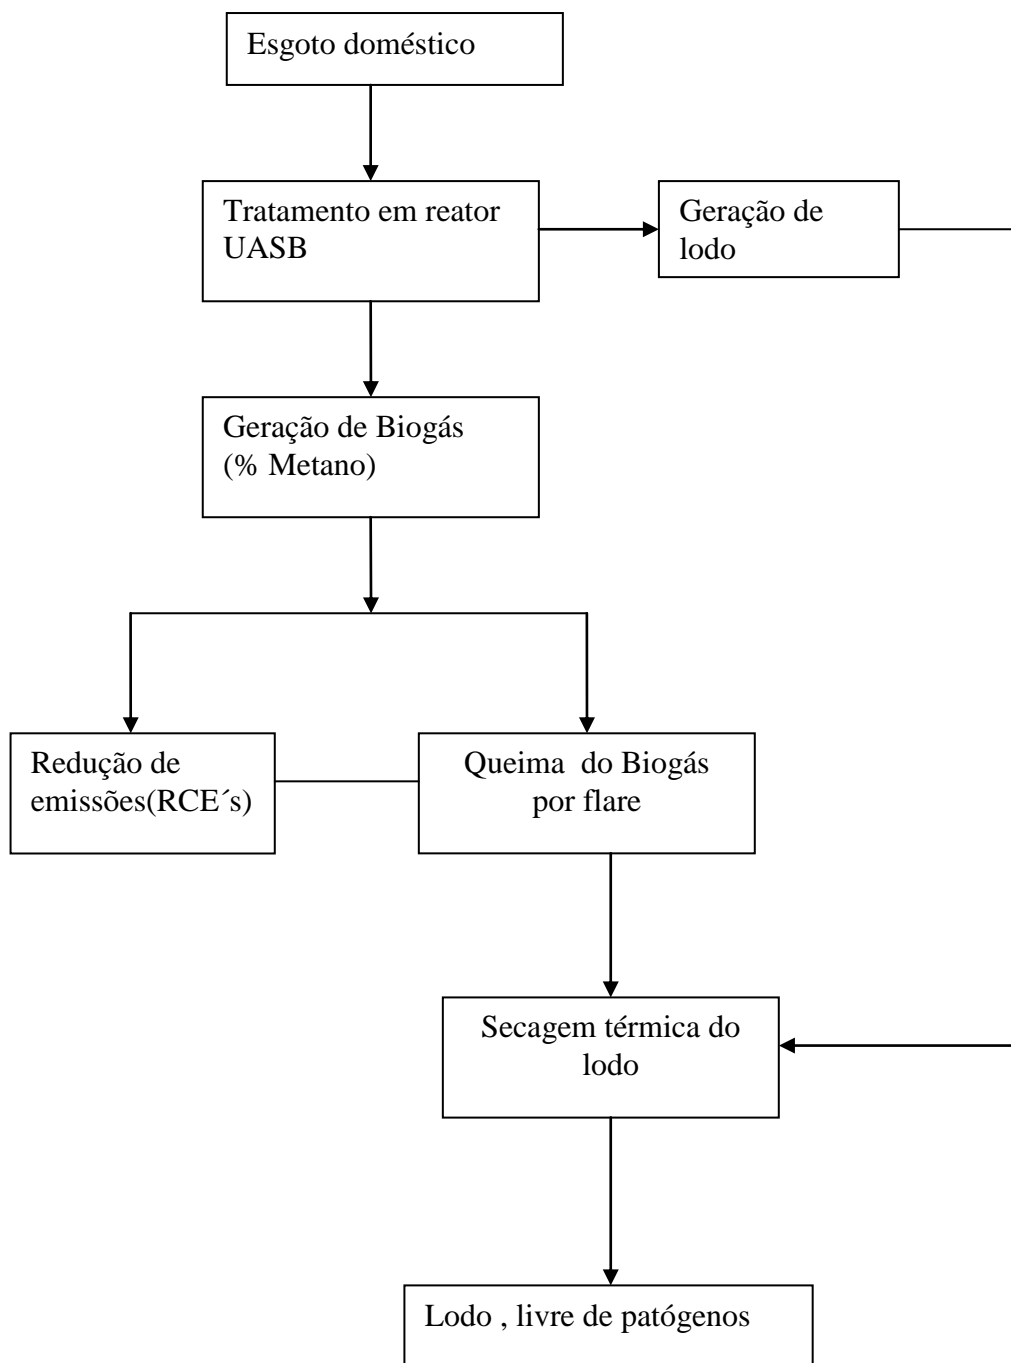 Esgoto doméstico
Tratamento em reator
UASB
Geração de
lodo
Geração de Biogás
(% Metano)
Redução de
emissões(RCE´s)
Queima do Biogás
por flare
Secagem térmica do
lodo
Lodo , livre de patógenos